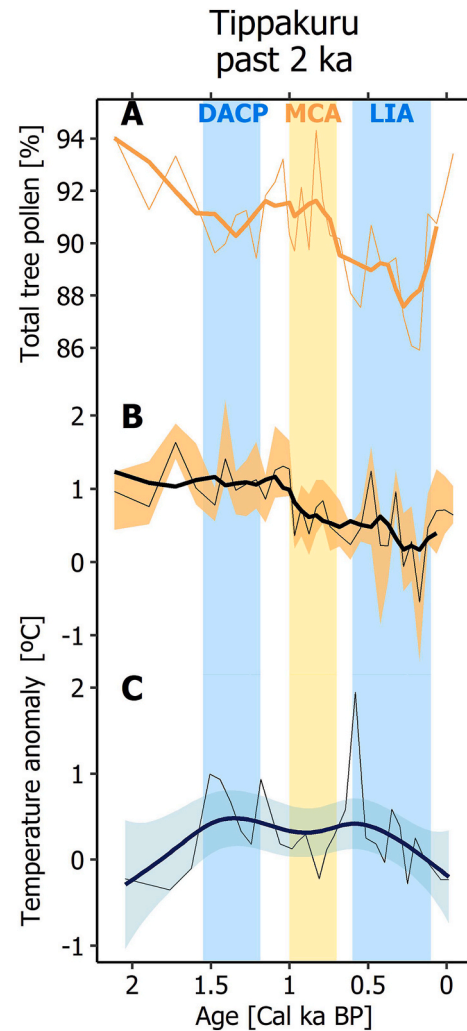 Tippakuru
past 2 ka
A
DACP
MCA
LIA
Total tree pollen [%]
94
92
90
88
86
B
2
1
0
-1
Temperature anomaly [ºC]
C
2
1
0
-1
2
1.5
1
0.5
0
Age [Cal ka BP]